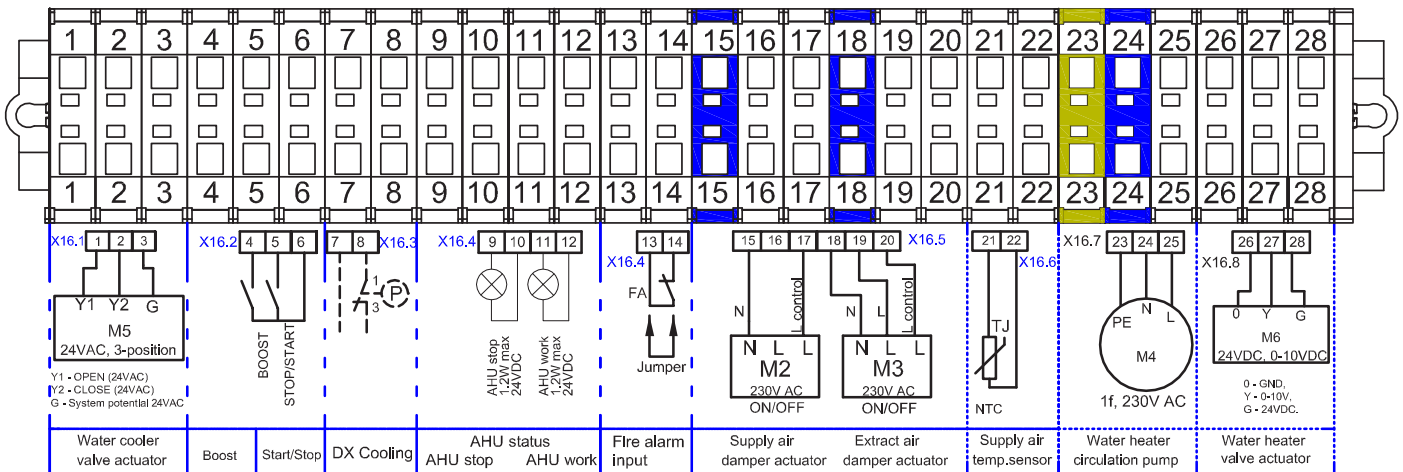 1 2 3 4 5 6 7 8 9 10 11 12 13 14 15 16 17 18 19 20 21 22 23 24 25 26 27 28
1 2 3 4 5 6 7 8 9 10 11 12 13 14 15 16 17 18 19 20 21 22 23 24 25 26 27 28
X16.1 1 2 3
Y1 Y2 G
M5
24VAC, 3-position
Y1 - OPEN (24VAC)
Y2 - CLOSE (24VAC)
G - System potential 24VAC
X16.2 4 5 6
BOOST
STOP/START
7 8 X16.3
1
P
3
X16.4 9 10 11 12
AHU stop
1.2W max
24VDC
AHU work
1.2W max
24VDC
13 14
X16.4
FA
Jumper
15 16 17 18 19 20 X16.5
N
L control
N L L
M2
230V AC
ON/OFF
N
L
L control
N L L
M3
230V AC
ON/OFF
21 22
X16.6
TJ
NTC
X16.7
23 24 25
PE N L
M4
1f, 230V AC
26 27 28
X16.8
0 Y G
M6
24VDC, 0-10VDC
0 - GND,
Y - 0-10V,
G - 24VDC.
Water cooler
valve actuator
Boost
Start/Stop
DX Cooling
AHU status
AHU stop AHU work
FIre alarm
input
Supply air
damper actuator
Extract air
damper actuator
Supply air
temp.sensor
Water heater
circulation pump
Water heater
valve actuator